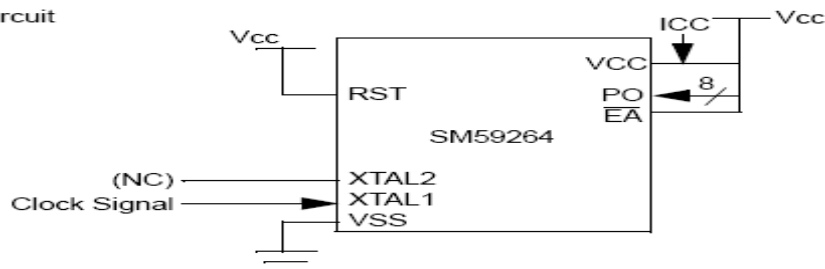 rcuit
Vcc
ICC
Vcc
VCC
8
RST
PO
EA
SM59264
(NC)
XTAL2
Clock Signal
XTAL1
VSS